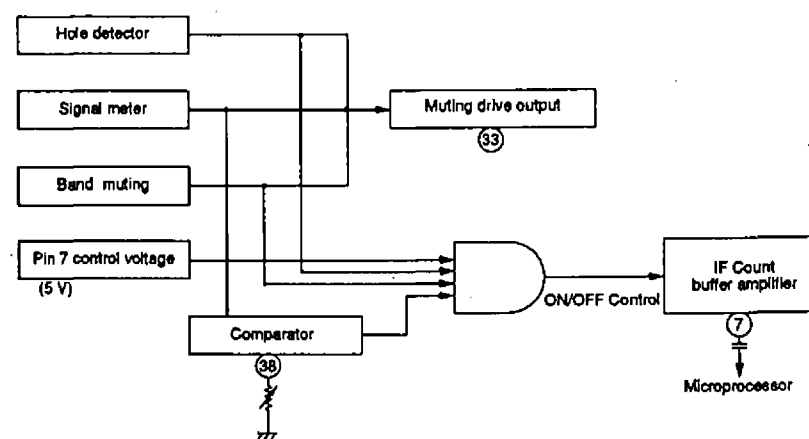 Hole detector
Signal meter
Muting drive output
33
Band muting
Pin 7 control voltage
(5 V)
IF Count
buffer amplifier
ON/OFF Control
Comparator
7
38
Microprocessor